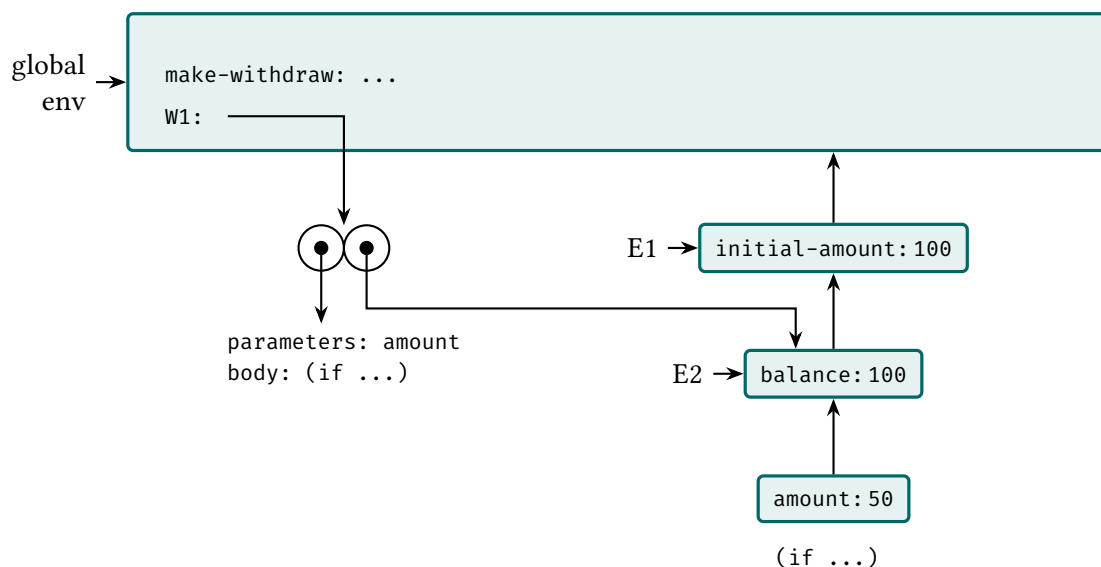 global
env
make-withdraw: ...
W1:
E1
initial-amount: 100
parameters: amount
body: (if ...)
E2
balance: 100
amount: 50
(if ...)